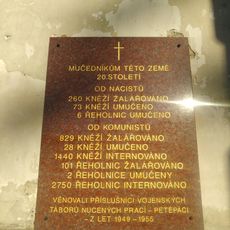 MUČEDNÍKŮM TÉTO ZEMĚ
20. STOLETÍ
OD NACISTŮ
260 KNĚŽÍ ŽALÁŘOVÁNO
73 KNĚŽÍ UMUČENO
6 ŘEHOLNIC UMUČENO
OD KOMUNISTŮ
829 KNĚŽÍ ŽALÁŘOVÁNO
28 KNĚŽÍ UMUČENO
1440 KNĚŽÍ INTERNOVÁNO
101 ŘEHOLNIC ŽALÁŘOVÁNO
2 ŘEHOLNICE UMUČENY
2750 ŘEHOLNIC INTERNOVÁNO
VĚNOVALI PŘÍSLUŠNÍCI VOJENSKÝCH
TÁBORŮ NUCENÝCH PRACÍ - PETEPÁCI
- Z LET 1949 - 1955